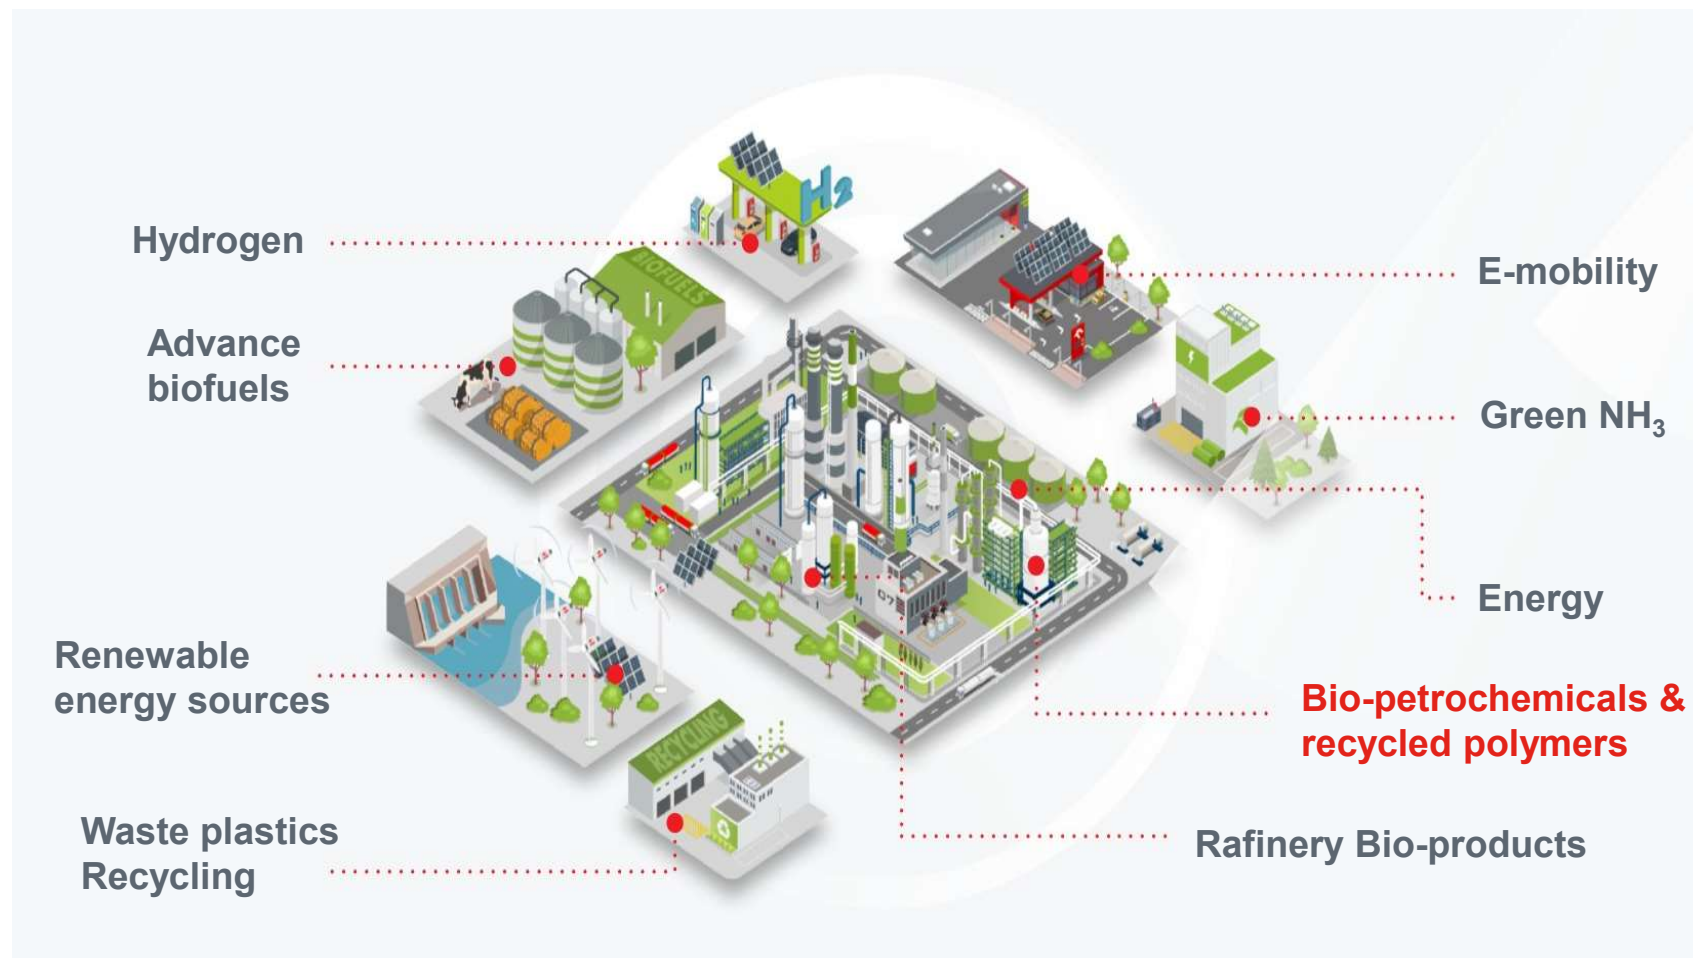 H2
Hydrogen
E-mobility
BIOFUELS
Advance
biofuels
Green NH₃
Energy
07
Renewable
energy sources
Bio-petrochemicals &
recycled polymers
RECYCLING
Waste plastics
Recycling
Rafinery Bio-products